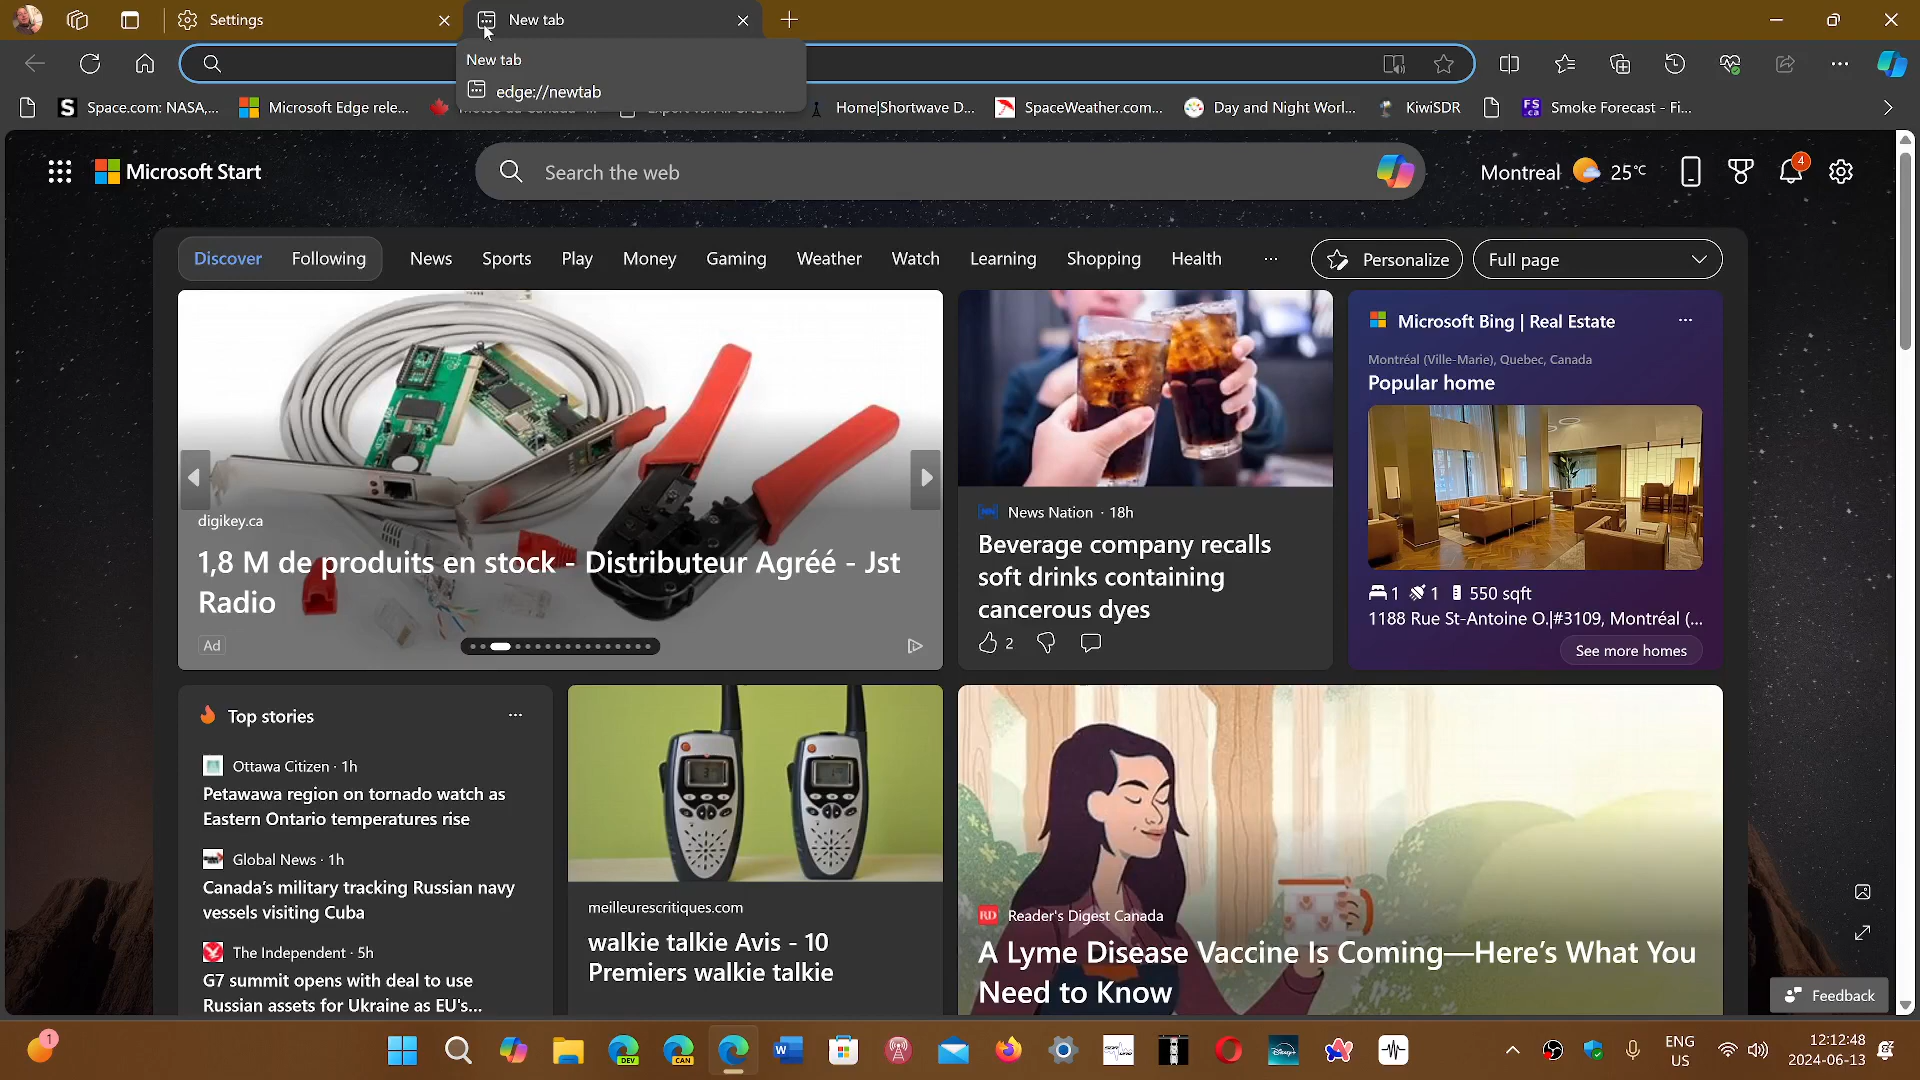 Settings
New tab
New tab
edge://newtab
Space.com: NASA,...
Microsoft Edge rele...
Home|Shortwave D...
SpaceWeather.com...
Day and Night Worl...
KiwiSDR
FS
.ca
Smoke Forecast - Fi...
Microsoft Start
Search the web
Montreal
25°C
4
Discover
Following
News
Sports
Play
Money
Gaming
Weather
Watch
Learning
Shopping
Health
Personalize
Full page
digikey.ca
1,8 M de produits en stock - Distributeur Agréé - Jst
Radio
Ad
News Nation · 18h
Beverage company recalls
soft drinks containing
cancerous dyes
2
Microsoft Bing | Real Estate
Montréal (Ville-Marie), Quebec, Canada
Popular home
1 1 550 sqft
1188 Rue St-Antoine O.|#3109, Montréal (...
See more homes
Top stories
Ottawa Citizen · 1h
Petawawa region on tornado watch as
Eastern Ontario temperatures rise
Global News · 1h
Canada's military tracking Russian navy
vessels visiting Cuba
The Independent · 5h
G7 summit opens with deal to use
Russian assets for Ukraine as EU's...
meilleurescritiques.com
walkie talkie Avis - 10
Premiers walkie talkie
RD
Reader's Digest Canada
A Lyme Disease Vaccine Is Coming—Here's What You
Need to Know
Feedback
1
DEV
CAN
W
Disney+
ENG
US
12:12:48
2024-06-13